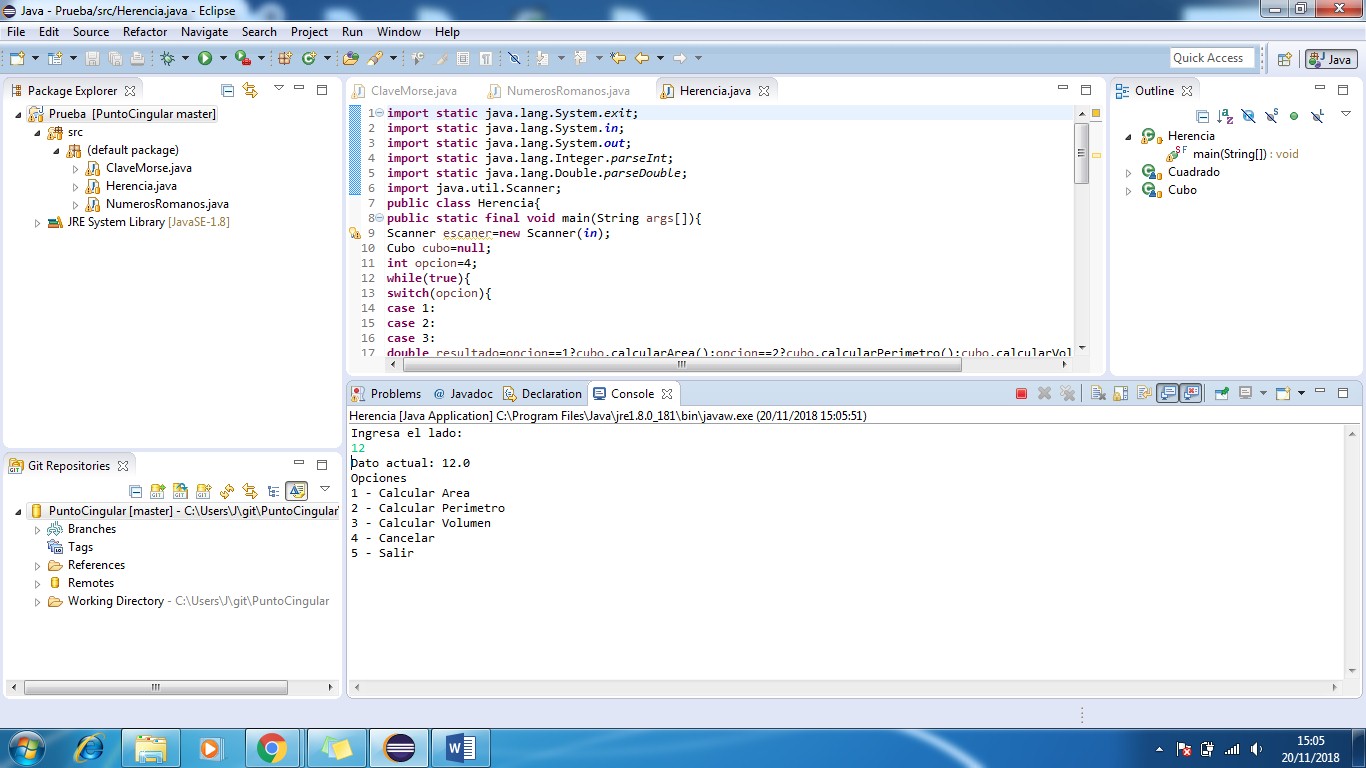 Java - Prueba/src/Herencia.java - Eclipse
File Edit Source Refactor Navigate Search Project Run Window Help
Quick Access
Java
Package Explorer
Prueba [PuntoCingular master]
src
(default package)
ClaveMorse.java
Herencia.java
NumerosRomanos.java
JRE System Library [JavaSE-1.8]
Git Repositories
PuntoCingular [master] - C:\Users\J\git\PuntoCingular
Branches
Tags
References
Remotes
Working Directory - C:\Users\J\git\PuntoCingular
ClaveMorse.java NumerosRomanos.java Herencia.java
1 import static java.lang.System.exit;
2 import static java.lang.System.in;
3 import static java.lang.System.out;
4 import static java.lang.Integer.parseInt;
5 import static java.lang.Double.parseDouble;
6 import java.util.Scanner;
7 public class Herencia{
8 public static final void main(String args[]){
9 Scanner escaner=new Scanner(in);
10 Cubo cubo=null;
11 int opcion=4;
12 while(true){
13 switch(opcion){
14 case 1:
15 case 2:
16 case 3:
17 double resultado=opcion==1?cubo.calcularArea():opcion==2?cubo.calcularPerimetro():cubo.calcularVol
Outline
Herencia
main(String[]) : void
Cuadrado
Cubo
Problems @ Javadoc Declaration Console
Herencia [Java Application] C:\Program Files\Java\jre1.8.0_181\bin\javaw.exe (20/11/2018 15:05:51)
Ingresa el lado:
12
Dato actual: 12.0
Opciones
1 - Calcular Area
2 - Calcular Perimetro
3 - Calcular Volumen
4 - Cancelar
5 - Salir
15:05
20/11/2018